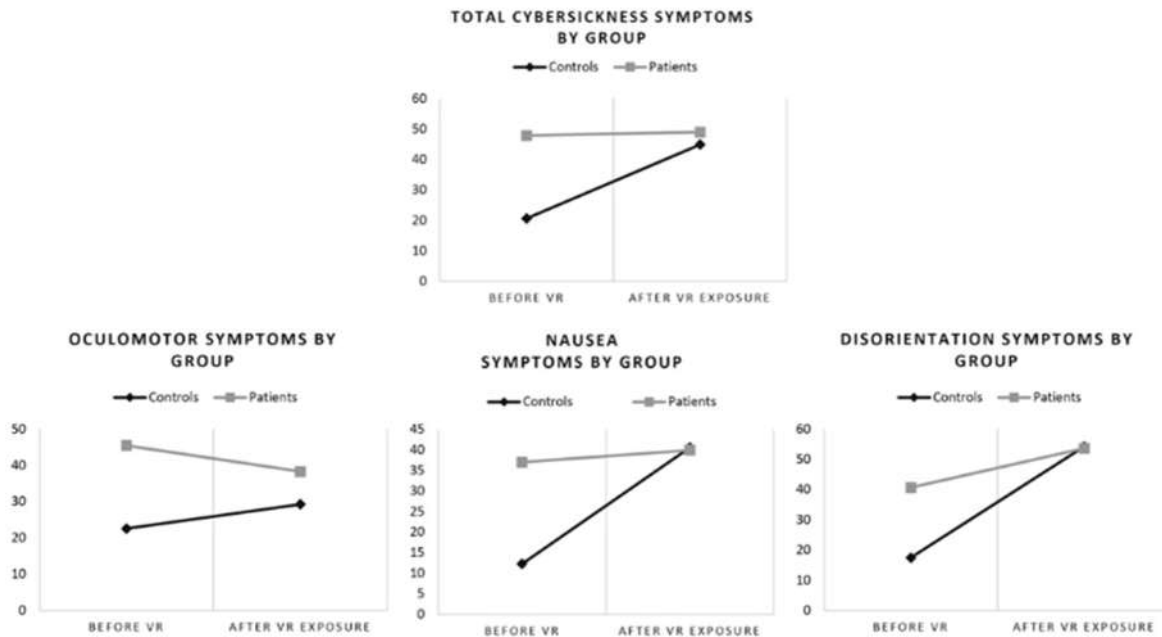 TOTAL CYBERSICKNESS SYMPTOMS
BY GROUP
Controls Patients
60
50
40
30
20
10
0
BEFORE VR AFTER VR EXPOSURE
OCULOMOTOR SYMPTOMS BY
GROUP
Controls Patients
50
40
30
20
10
0
BEFORE VR AFTER VR EXPOSURE
NAUSEA
SYMPTOMS BY GROUP
Controls Patients
45
40
35
30
25
20
15
10
5
0
BEFORE VR AFTER VR EXPOSURE
DISORIENTATION SYMPTOMS BY
GROUP
Controls Patients
60
50
40
30
20
10
0
BEFORE VR AFTER VR EXPOSURE